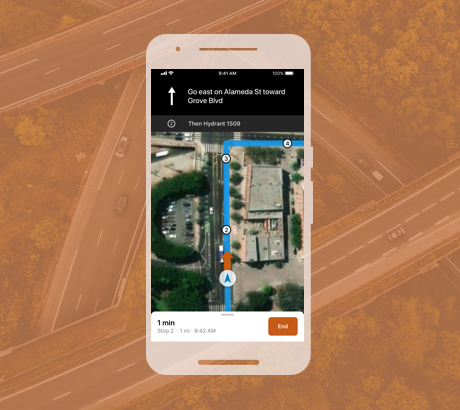 9:41 AM
100%
Go east on Alameda St toward
Grove Blvd
2
Then Hydrant 1509
4
3
2
1 min
Stop 2 · 1 mi · 9:42 AM
End